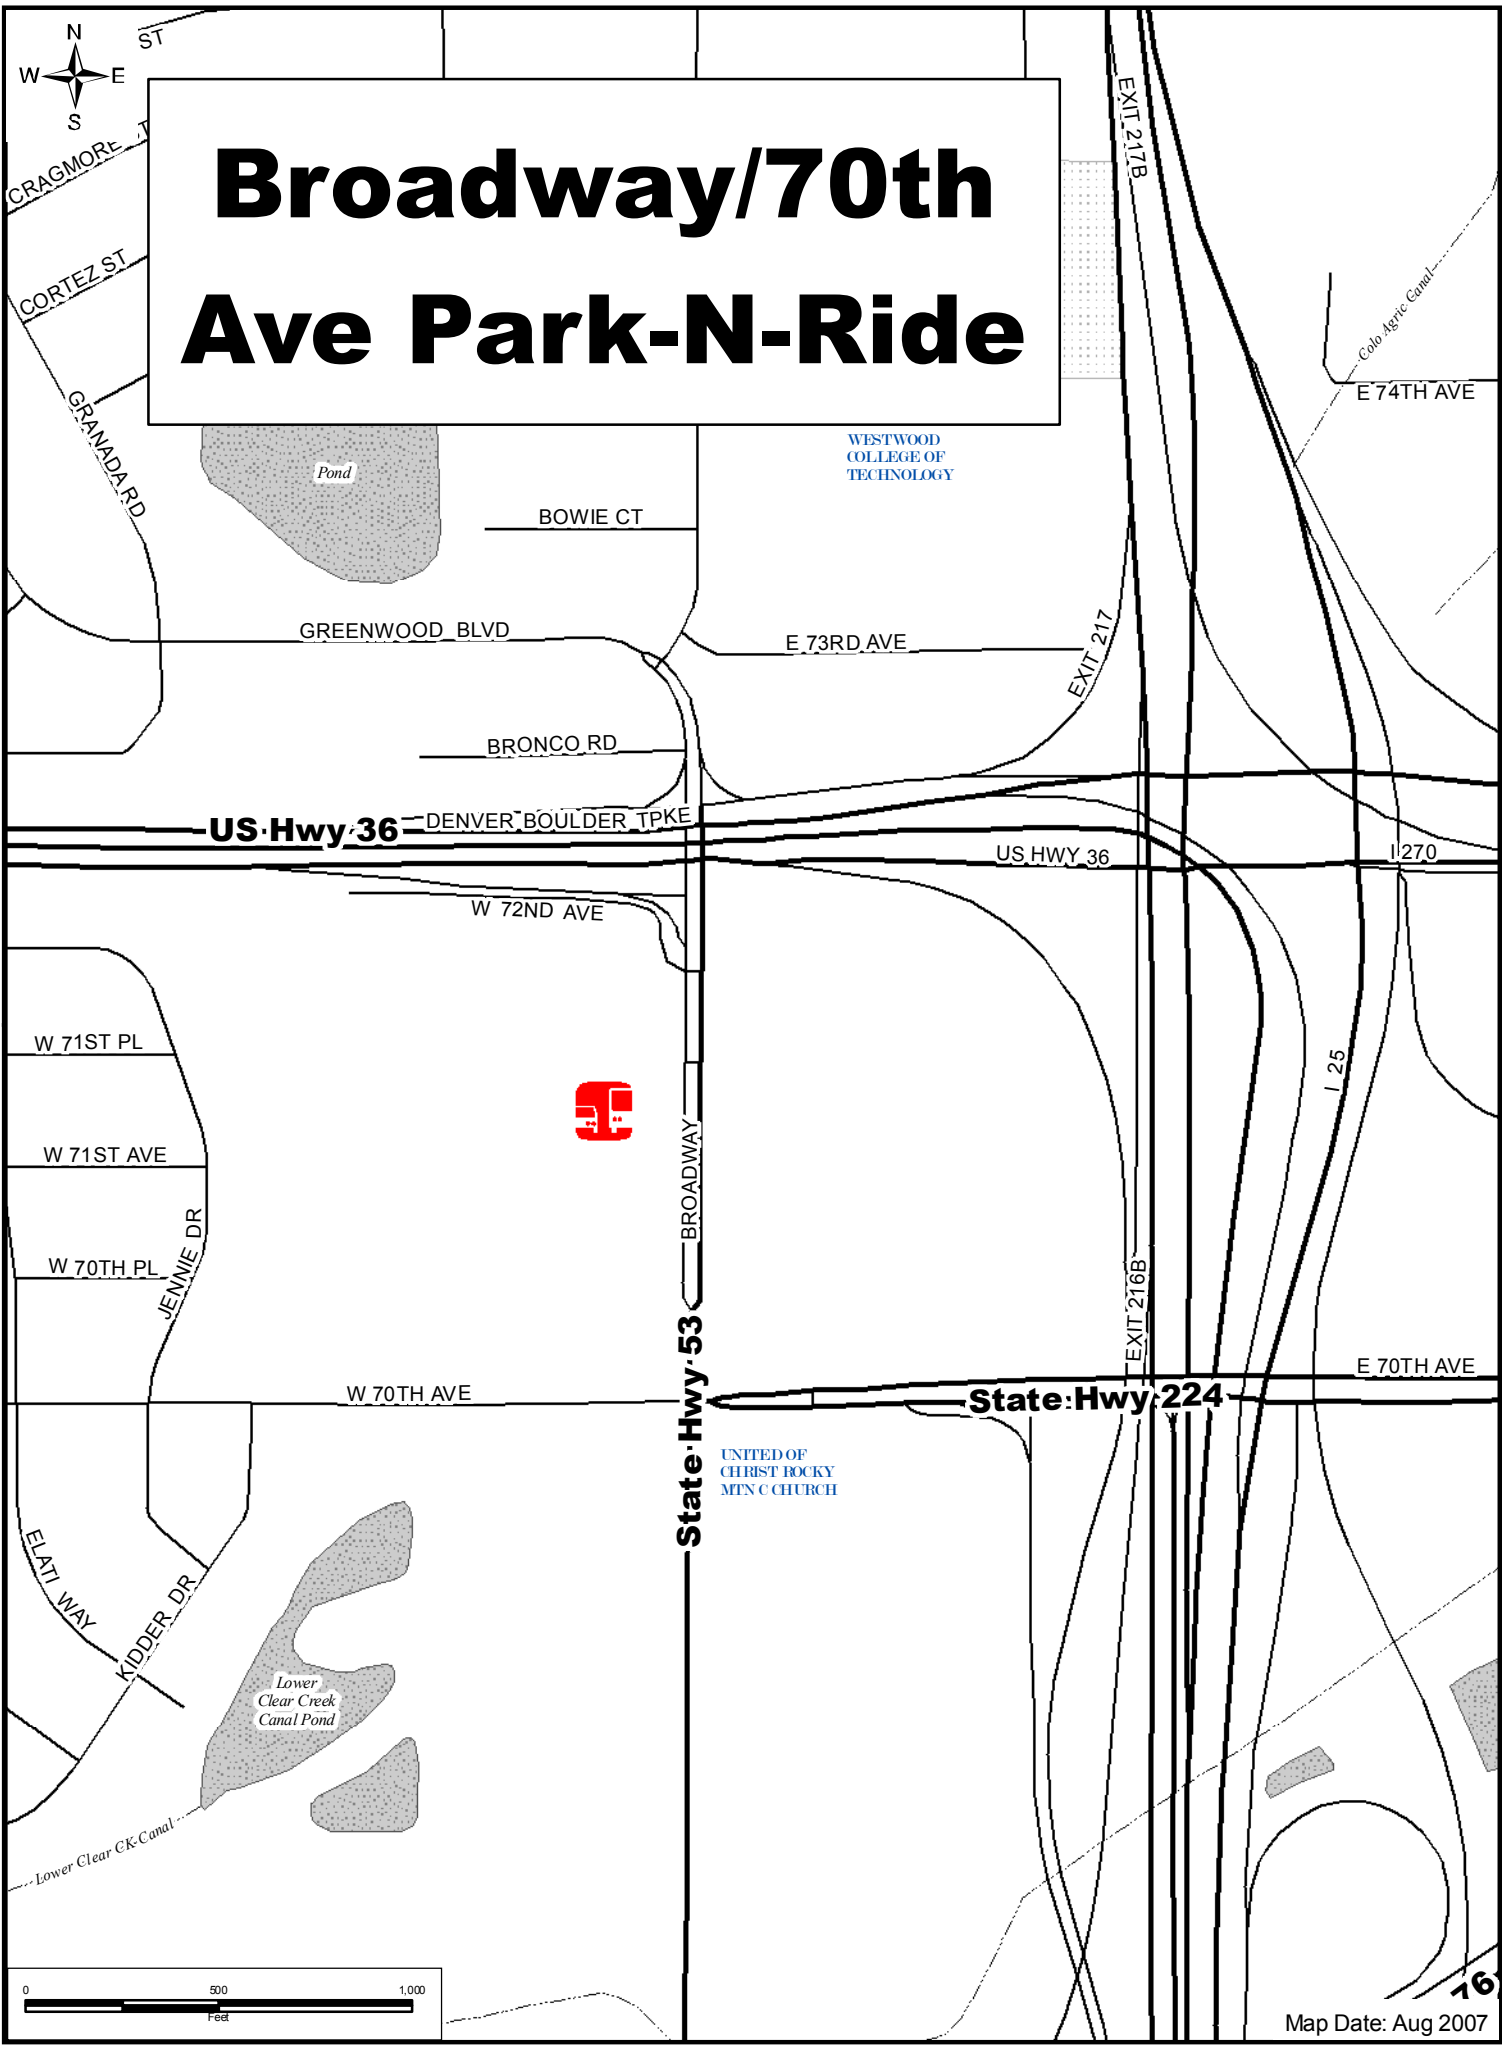 N
ST
W E
S
CRAGMORE ST
Broadway/70th
Ave Park-N-Ride
EXIT 217B
CORTEZ ST
Colo Agric Canal
E 74TH AVE
GRANADA RD
WESTWOOD
COLLEGE OF
TECHNOLOGY
Pond
BOWIE CT
GREENWOOD BLVD
E 73RD AVE
EXIT 217
BRONCO RD
DENVER BOULDER TPKE
US Hwy 36
US HWY 36
I 270
W 72ND AVE
W 71ST PL
I 25
W 71ST AVE
BROADWAY
JENNIE DR
W 70TH PL
EXIT 216B
State Hwy 53
E 70TH AVE
W 70TH AVE
State Hwy 224
UNITED OF
CHRIST ROCKY
MTN C CHURCH
ELATI WAY
KIDDER DR
Lower
Clear Creek
Canal Pond
Lower Clear CK Canal
0 500 1,000
Feet
76
Map Date: Aug 2007